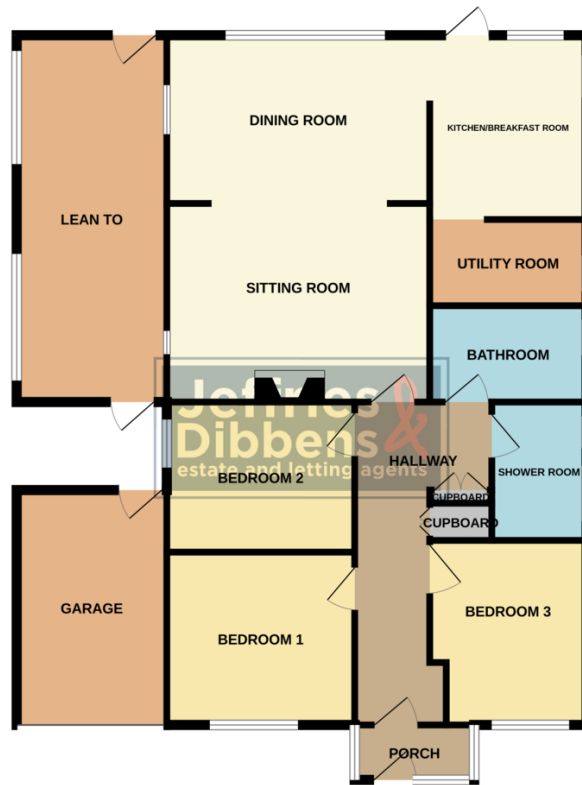 DINING ROOM
KITCHEN/BREAKFAST ROOM
LEAN TO
UTILITY ROOM
SITTING ROOM
BATHROOM
Jeffries
Dibbens &
estate and letting agents
HALLWAY
SHOWER ROOM
BEDROOM 2
CUPBOARD
CUPBOARD
GARAGE
BEDROOM 1
BEDROOM 3
PORCH